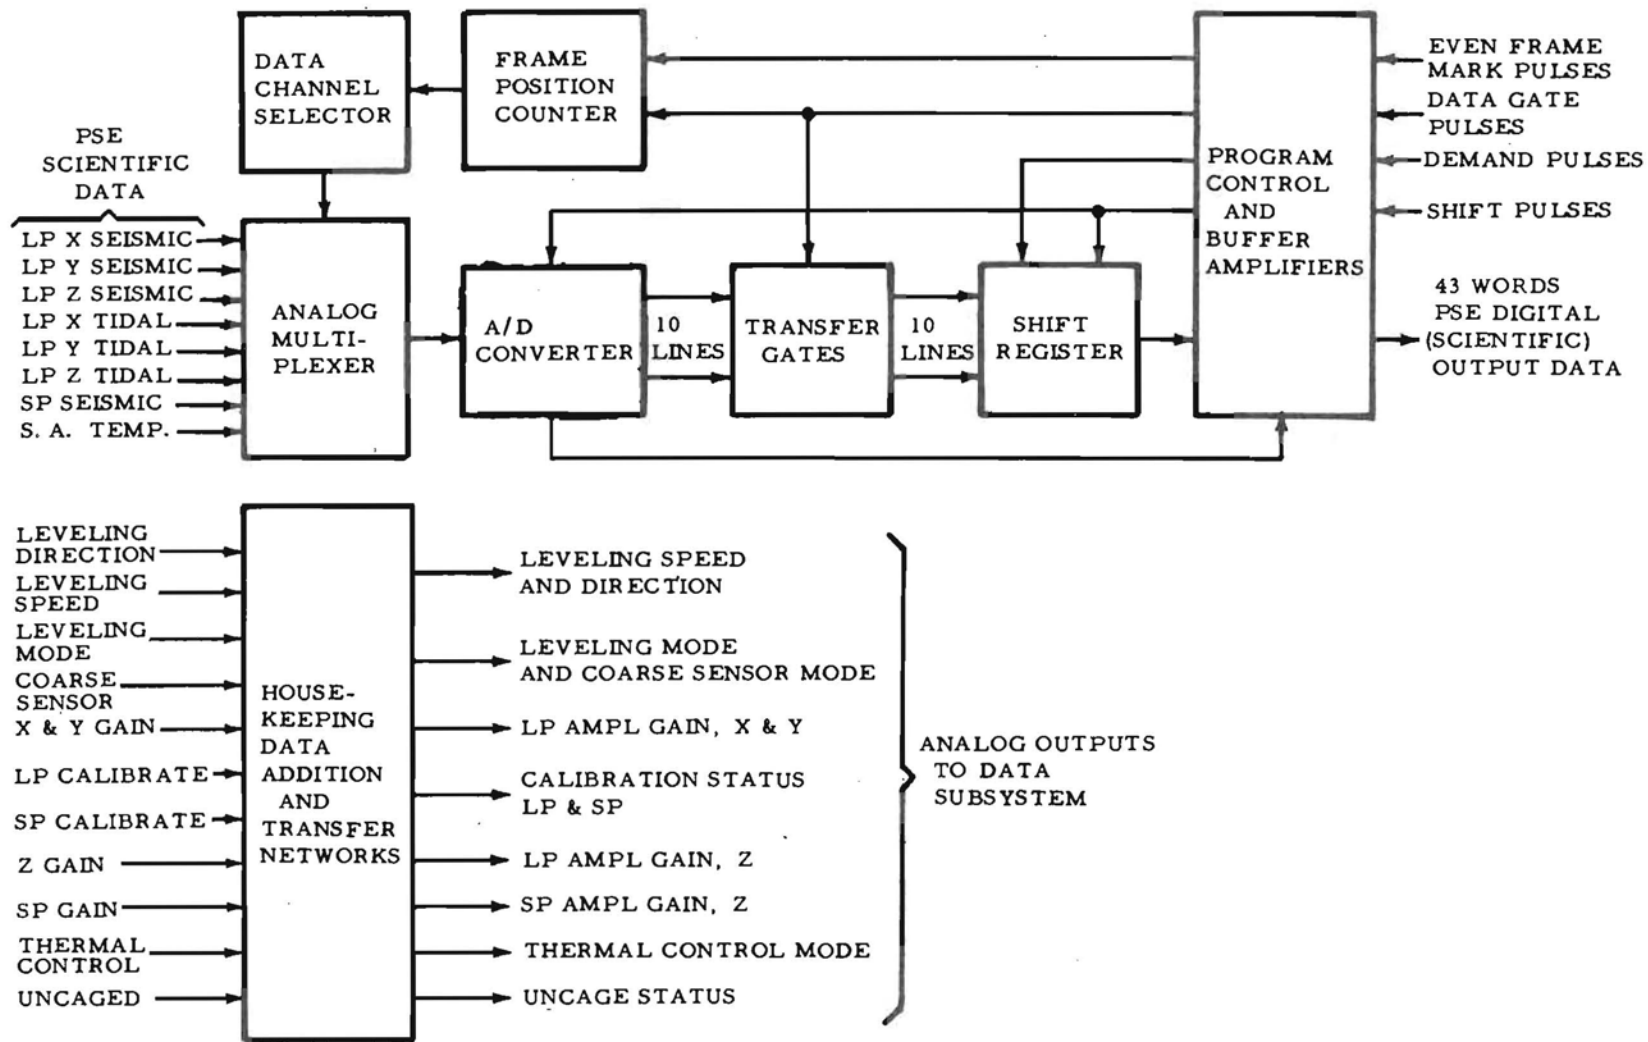 DATA
CHANNEL
SELECTOR
FRAME
POSITION
COUNTER
PROGRAM
CONTROL
AND
BUFFER
AMPLIFIERS
EVEN FRAME
MARK PULSES
DATA GATE
PULSES
DEMAND PULSES
SHIFT PULSES
43 WORDS
PSE DIGITAL
(SCIENTIFIC)
OUTPUT DATA
PSE
SCIENTIFIC
DATA
LP X SEISMIC
LP Y SEISMIC
LP Z SEISMIC
LP X TIDAL
LP Y TIDAL
LP Z TIDAL
SP SEISMIC
S. A. TEMP.
ANALOG
MULTI-
PLEXER
A/D
CONVERTER
10
LINES
TRANSFER
GATES
10
LINES
SHIFT
REGISTER
LEVELING
DIRECTION
LEVELING
SPEED
LEVELING
MODE
COARSE
SENSOR
X & Y GAIN
LP CALIBRATE
SP CALIBRATE
Z GAIN
SP GAIN
THERMAL
CONTROL
UNCAGED
HOUSE-
KEEPING
DATA
ADDITION
AND
TRANSFER
NETWORKS
LEVELING SPEED
AND DIRECTION
LEVELING MODE
AND COARSE SENSOR MODE
LP AMPL GAIN, X & Y
CALIBRATION STATUS
LP & SP
LP AMPL GAIN, Z
SP AMPL GAIN, Z
THERMAL CONTROL MODE
UNCAGE STATUS
ANALOG OUTPUTS
TO DATA
SUBSYSTEM